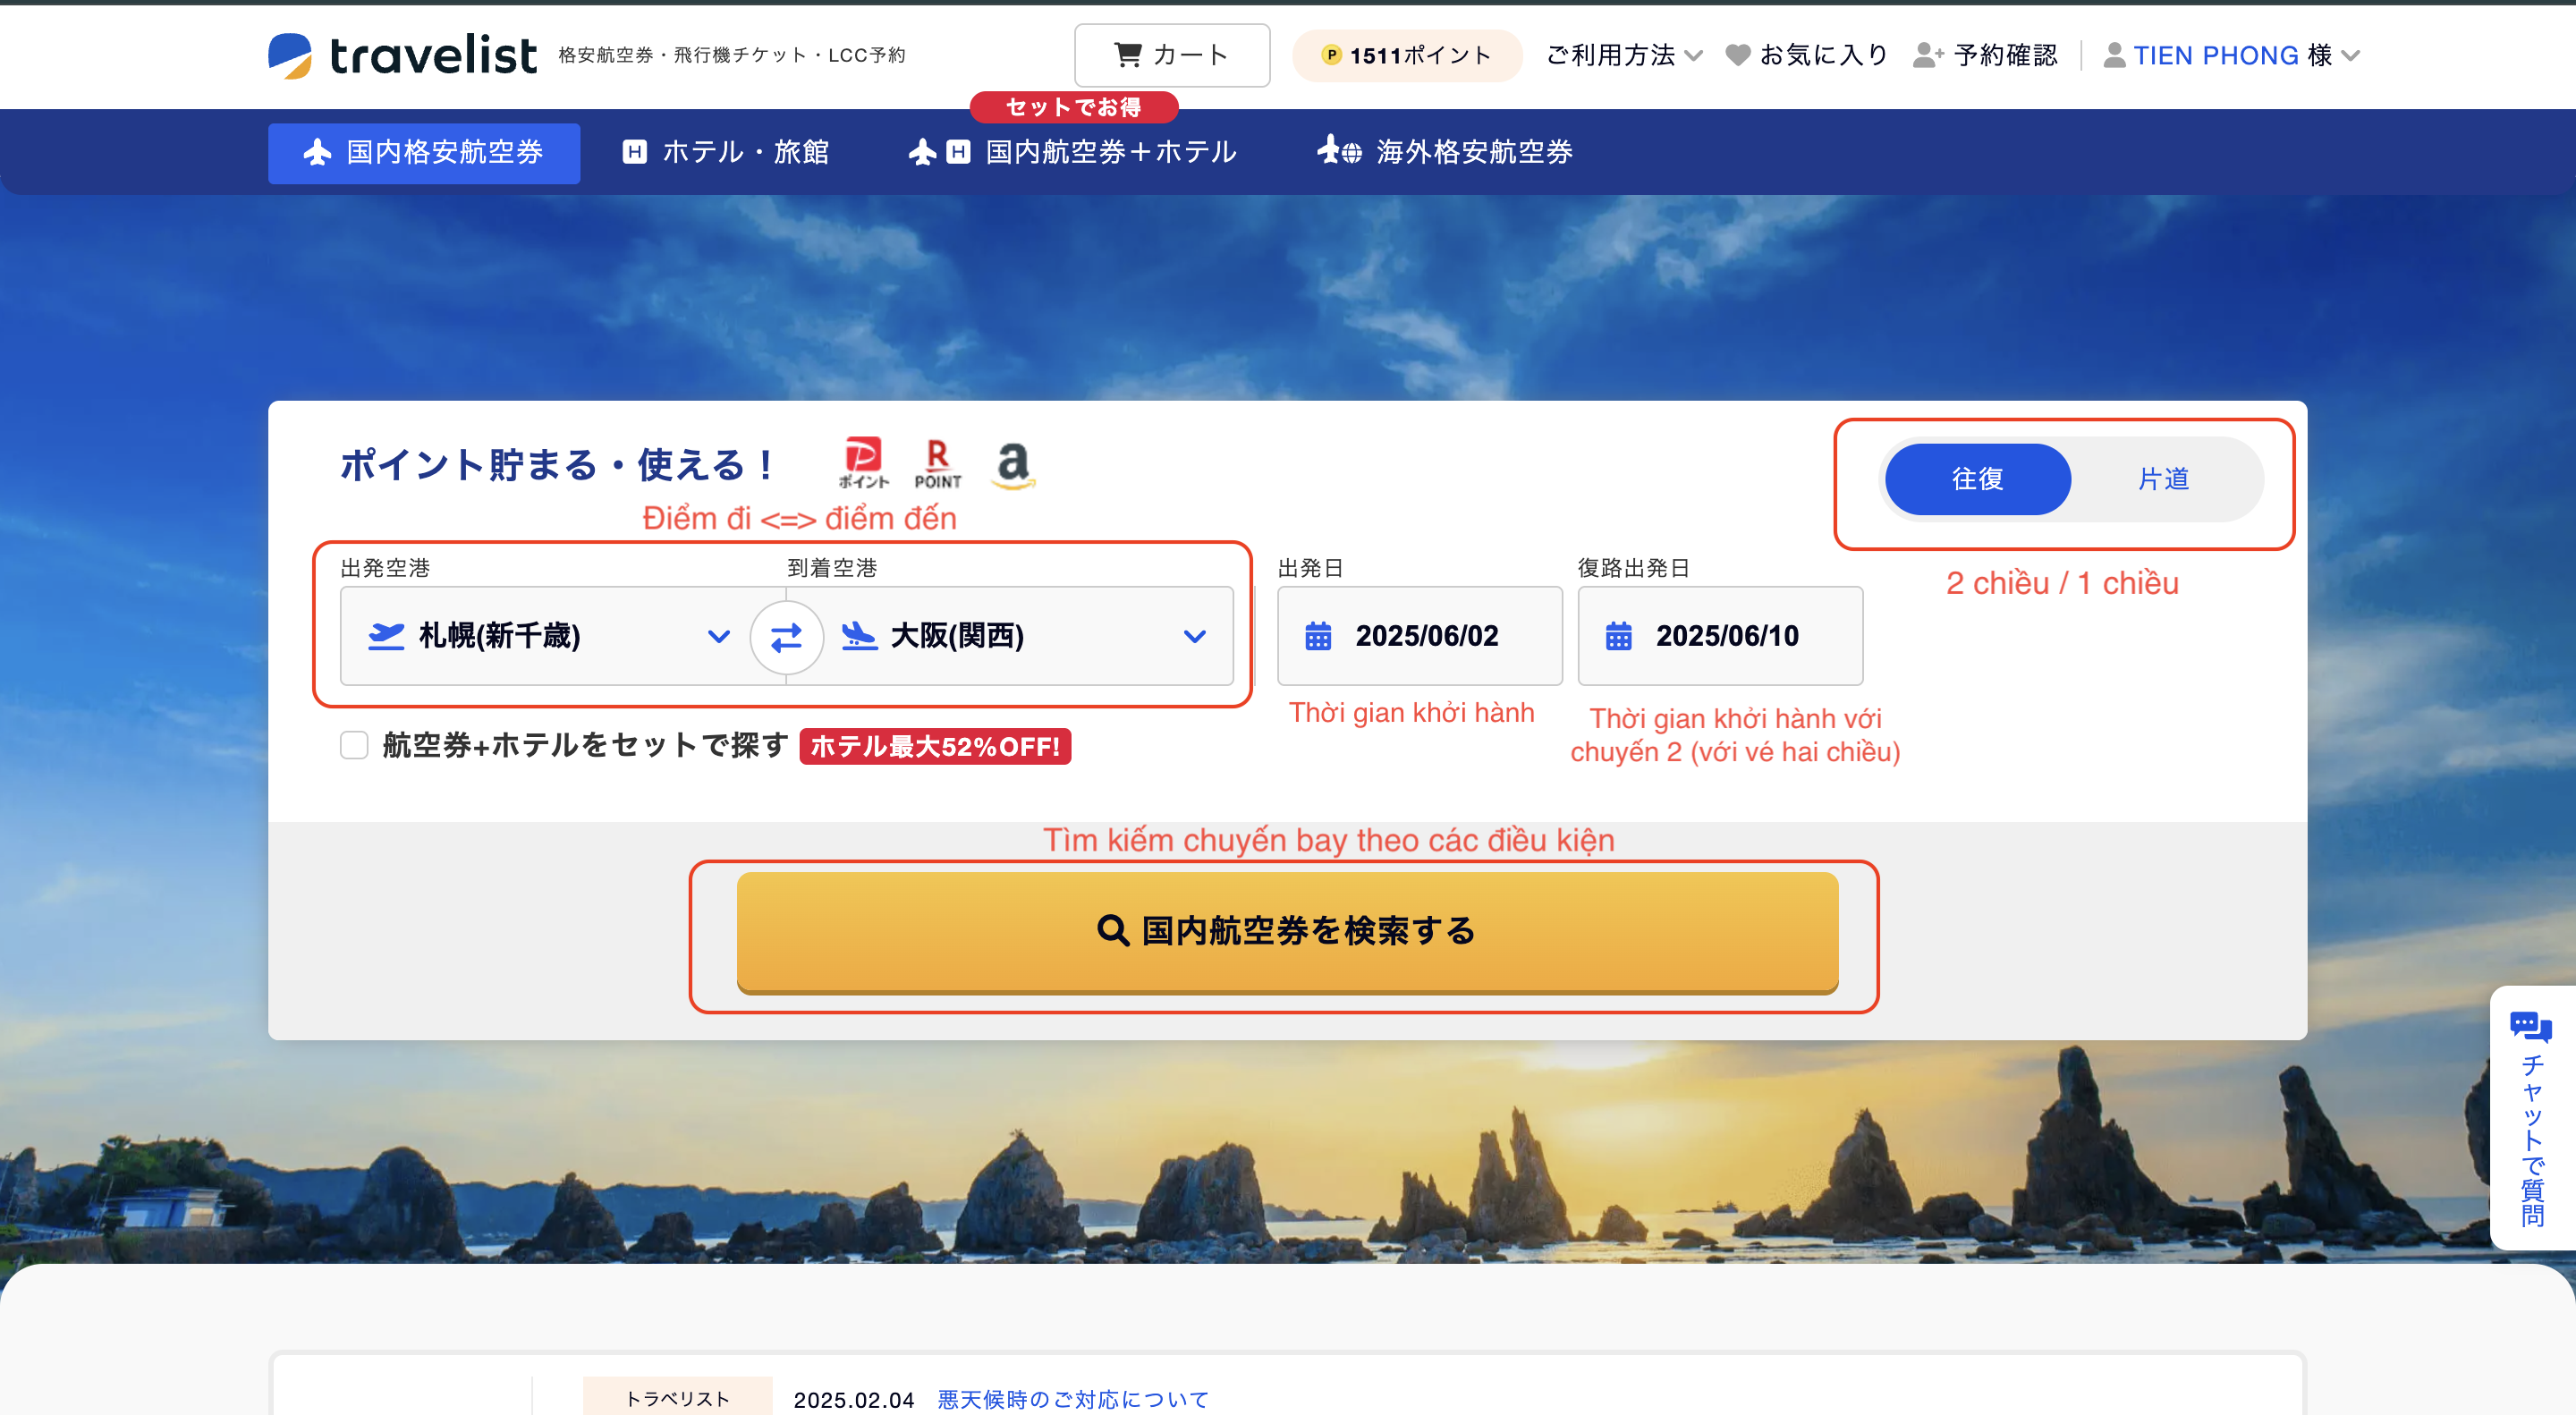 travelist 格安航空券・飛行機チケット・LCC予約
カート
P 1511ポイント
ご利用方法
お気に入り
予約確認
TIEN PHONG 様
セットでお得
国内格安航空券
H ホテル・旅館
H 国内航空券＋ホテル
海外格安航空券
ポイント貯まる・使える！
P ポイント
R POINT
a
往復
片道
Điểm đi <=> điểm đến
2 chiều / 1 chiều
出発空港
到着空港
出発日
復路出発日
札幌(新千歳)
大阪(関西)
2025/06/02
2025/06/10
Thời gian khởi hành
Thời gian khởi hành với
chuyến 2 (với vé hai chiều)
航空券+ホテルをセットで探す ホテル最大52%OFF!
Tìm kiếm chuyến bay theo các điều kiện
国内航空券を検索する
チャットで質問
トラベリスト
2025.02.04 悪天候時のご対応について